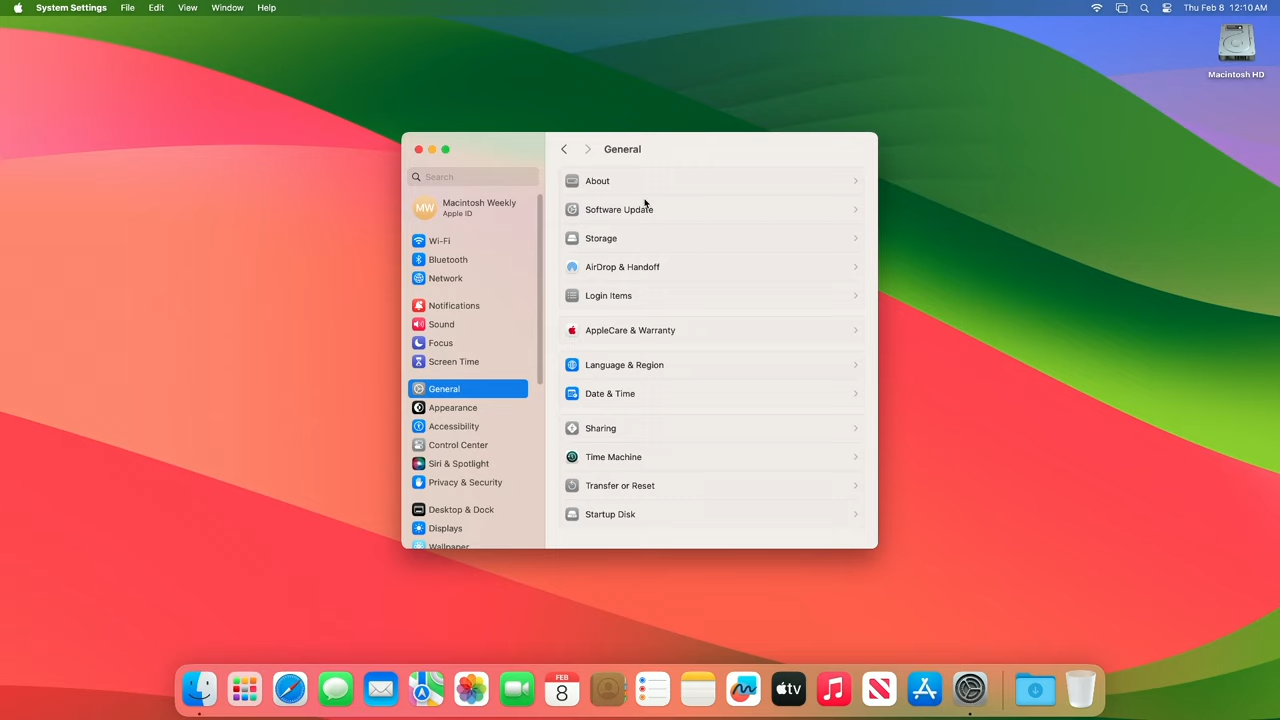 System Settings File Edit View Window Help
Thu Feb 8 12:10 AM
Macintosh HD
General
Search
MW
Macintosh Weekly
Apple ID
Wi-Fi
Bluetooth
Network
Notifications
Sound
Focus
Screen Time
General
Appearance
Accessibility
Control Center
Siri & Spotlight
Privacy & Security
Desktop & Dock
Displays
Wallpaper
About
Software Update
Storage
AirDrop & Handoff
Login Items
AppleCare & Warranty
Language & Region
Date & Time
Sharing
Time Machine
Transfer or Reset
Startup Disk
FEB
8
tv